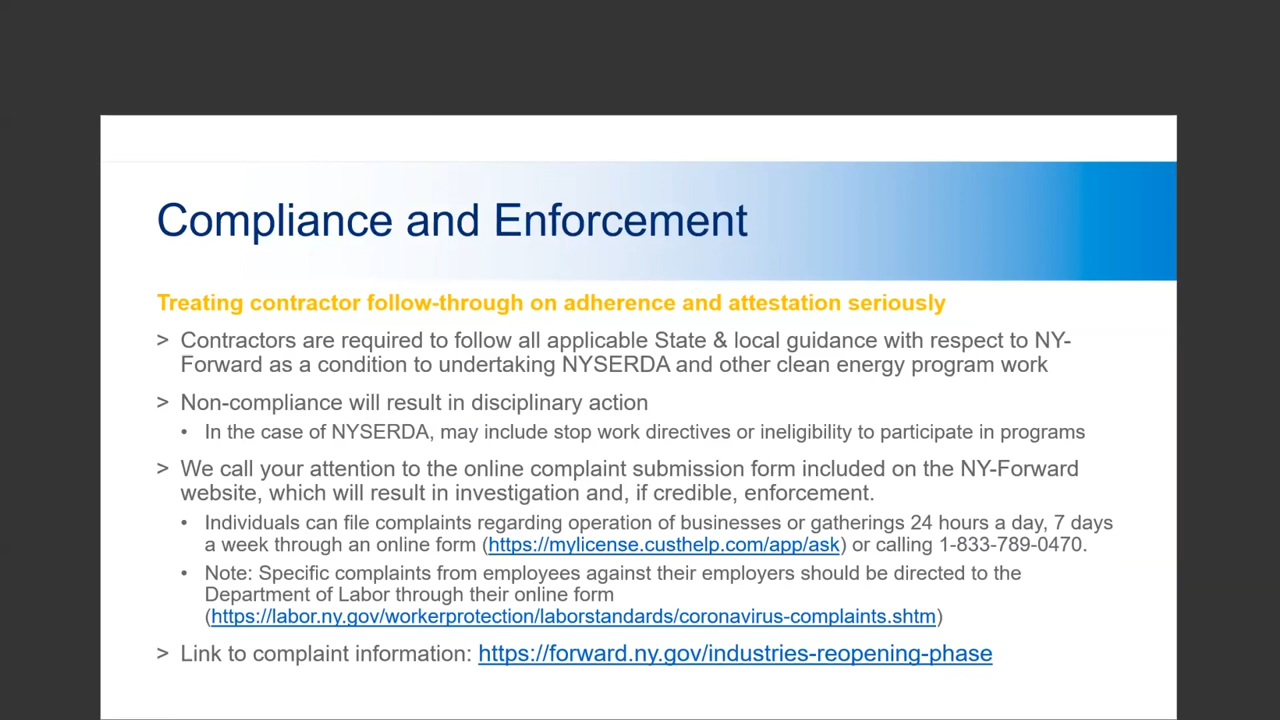 Compliance and Enforcement
Treating contractor follow-through on adherence and attestation seriously
> Contractors are required to follow all applicable State & local guidance with respect to NY-
Forward as a condition to undertaking NYSERDA and other clean energy program work
> Non-compliance will result in disciplinary action
• In the case of NYSERDA, may include stop work directives or ineligibility to participate in programs
> We call your attention to the online complaint submission form included on the NY-Forward
website, which will result in investigation and, if credible, enforcement.
• Individuals can file complaints regarding operation of businesses or gatherings 24 hours a day, 7 days
a week through an online form (https://mylicense.custhelp.com/app/ask) or calling 1-833-789-0470.
• Note: Specific complaints from employees against their employers should be directed to the
Department of Labor through their online form
(https://labor.ny.gov/workerprotection/laborstandards/coronavirus-complaints.shtm)
> Link to complaint information: https://forward.ny.gov/industries-reopening-phase